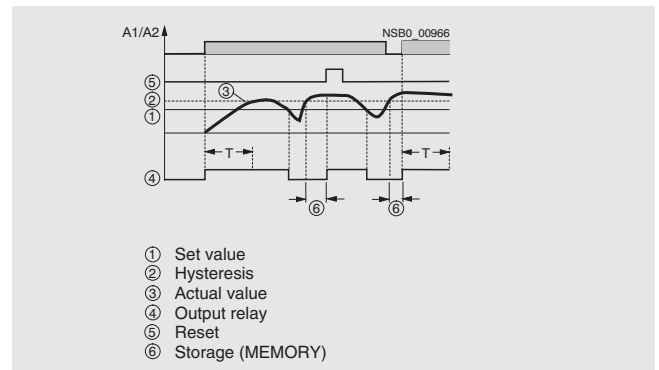 A1/A2 NSB0_00966
⑤
② ③
①
T T
④
⑥ ⑥
① Set value
② Hysteresis
③ Actual value
④ Output relay
⑤ Reset
⑥ Storage (MEMORY)